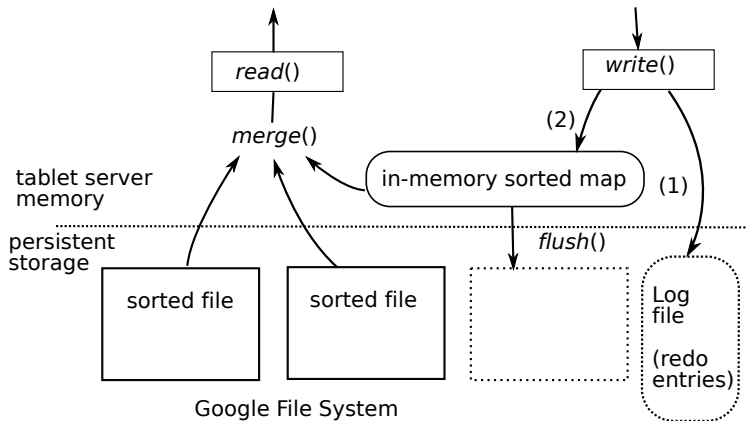 read()
write()
(2)
merge()
in-memory sorted map
(1)
tablet server
memory
persistent
storage
flush()
sorted file
sorted file
Log
file
(redo
entries)
Google File System